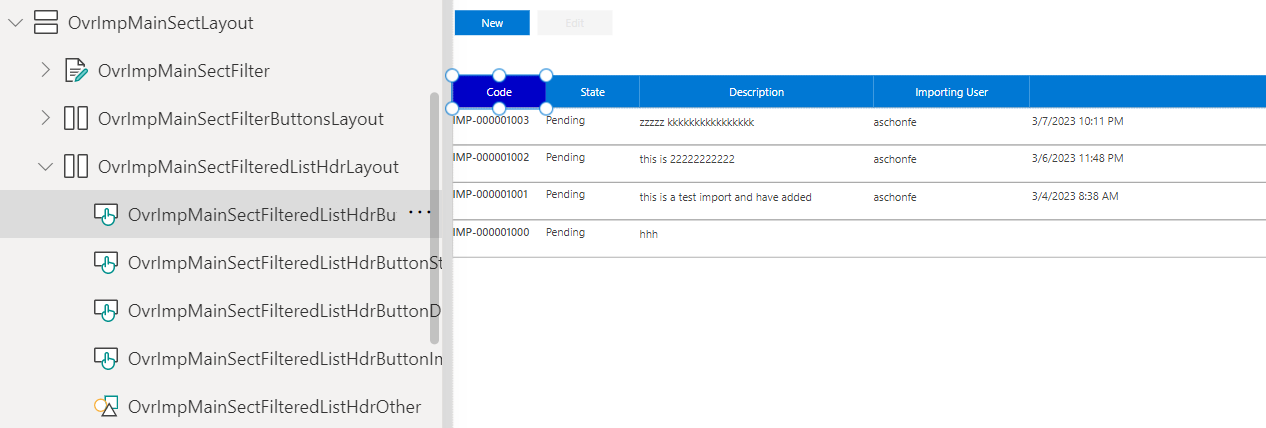 OvrImpMainSectLayout
OvrImpMainSectFilter
OvrImpMainSectFilterButtonsLayout
OvrImpMainSectFilteredListHdrLayout
OvrImpMainSectFilteredListHdrBu ...
OvrImpMainSectFilteredListHdrButtonSt
OvrImpMainSectFilteredListHdrButtonD
OvrImpMainSectFilteredListHdrButtonIm
OvrImpMainSectFilteredListHdrOther
New Edit
Code State Description Importing User
IMP-000001003 Pending zzzzz kkkkkkkkkkkkkkkk aschonfe 3/7/2023 10:11 PM
IMP-000001002 Pending this is 22222222222 aschonfe 3/6/2023 11:48 PM
IMP-000001001 Pending this is a test import and have added aschonfe 3/4/2023 8:38 AM
IMP-000001000 Pending hhh